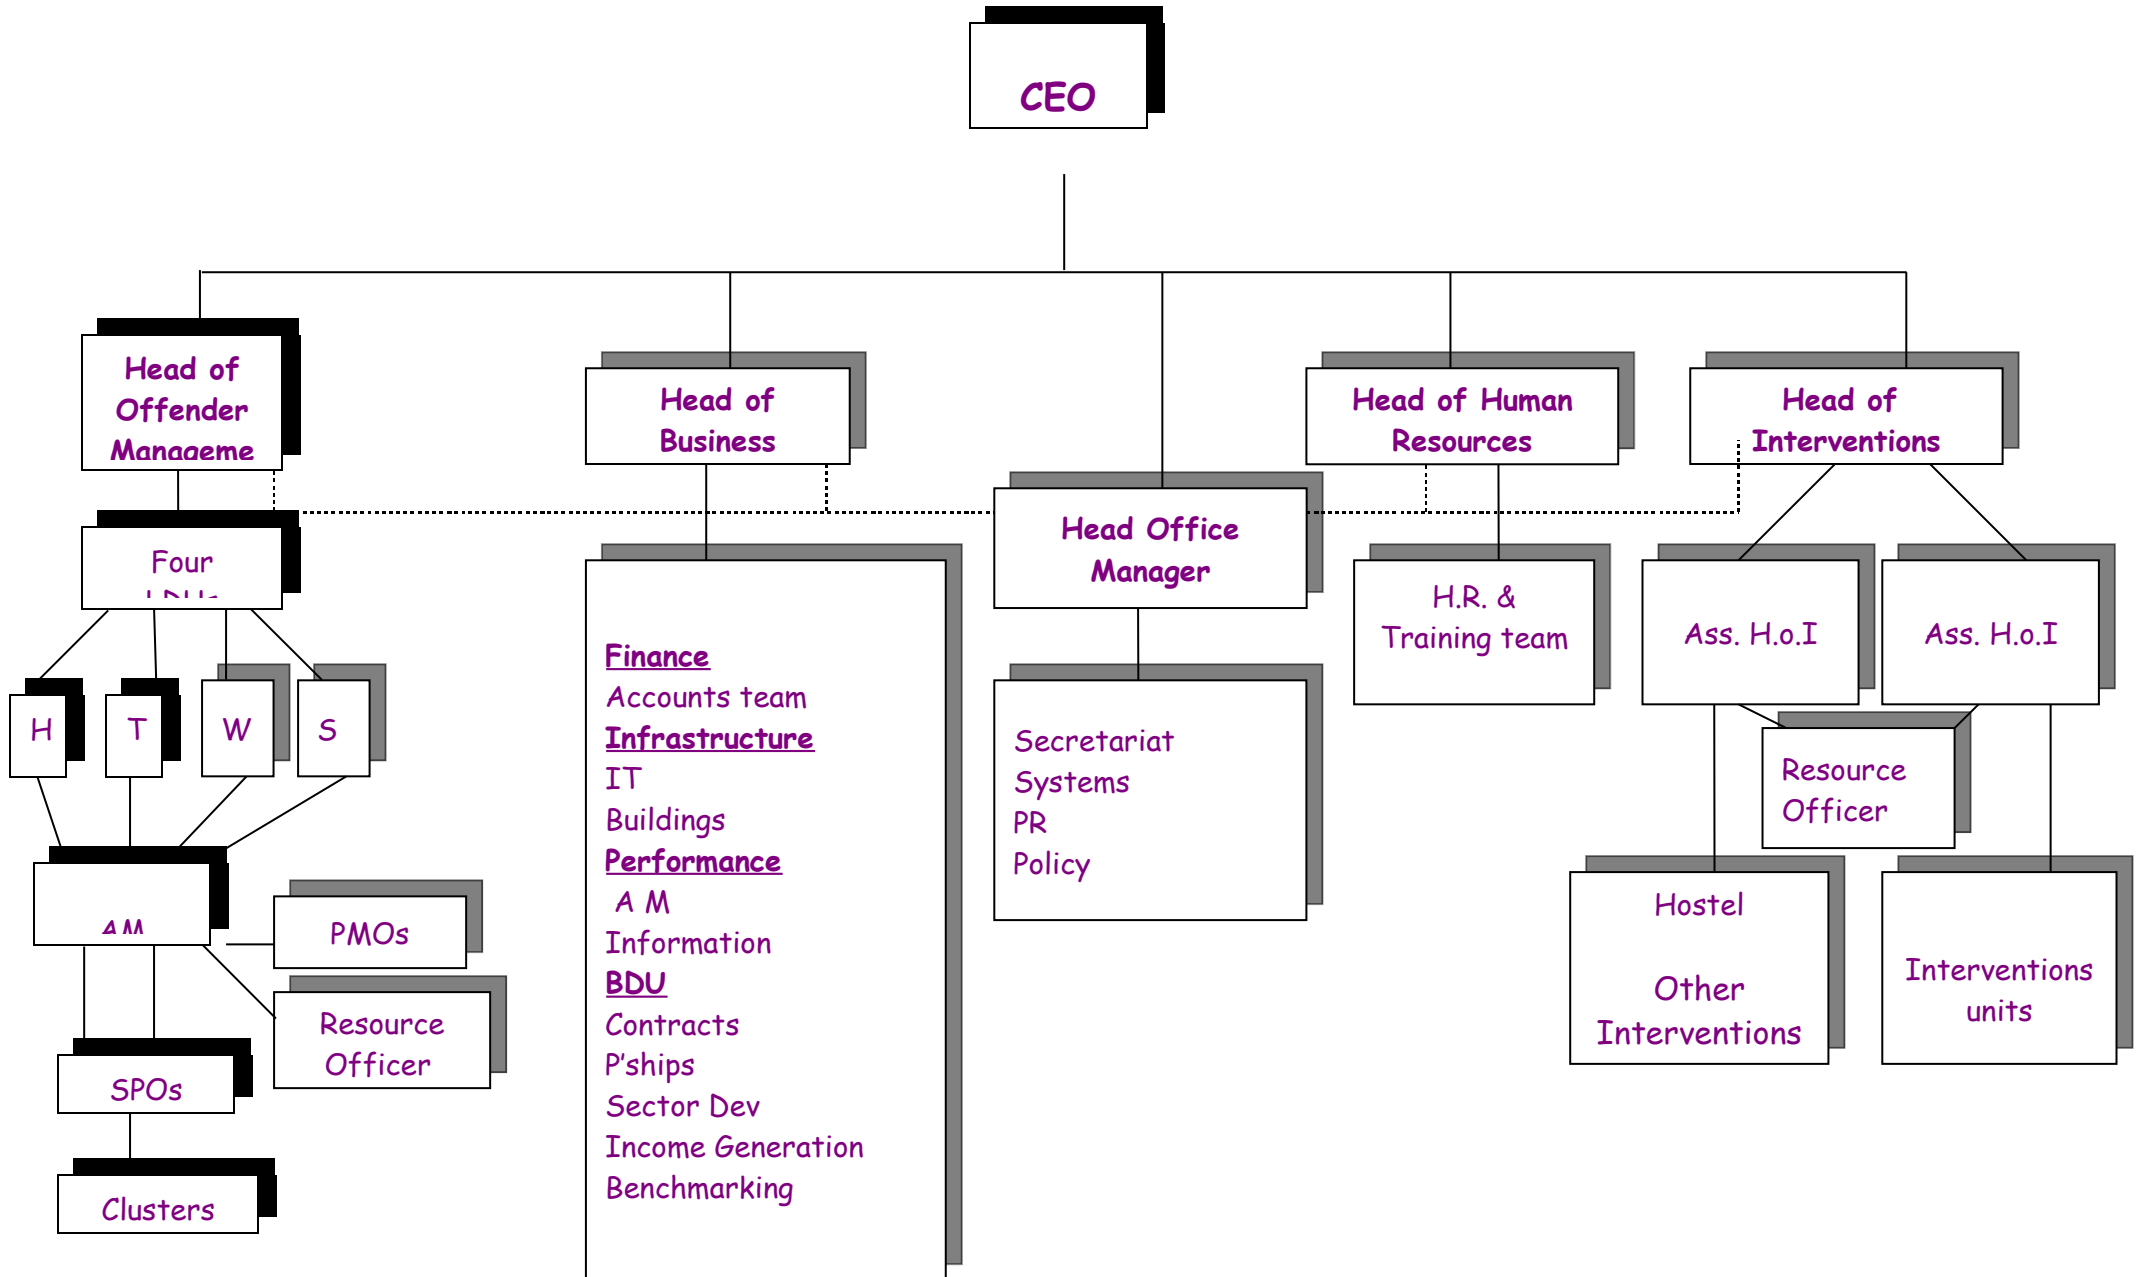 CEO
Head of
Offender
Manageme
Head of
Business
Head of Human
Resources
Head of
Interventions
Head Office
Manager
Four
H
T
W
S
AM
PMOs
Resource
Officer
SPOs
Clusters
Finance
Accounts team
Infrastructure
IT
Buildings
Performance
A M
Information
BDU
Contracts
P'ships
Sector Dev
Income Generation
Benchmarking
Secretariat
Systems
PR
Policy
H.R. &
Training team
Ass. H.o.I
Ass. H.o.I
Resource
Officer
Hostel
Other
Interventions
Interventions
units